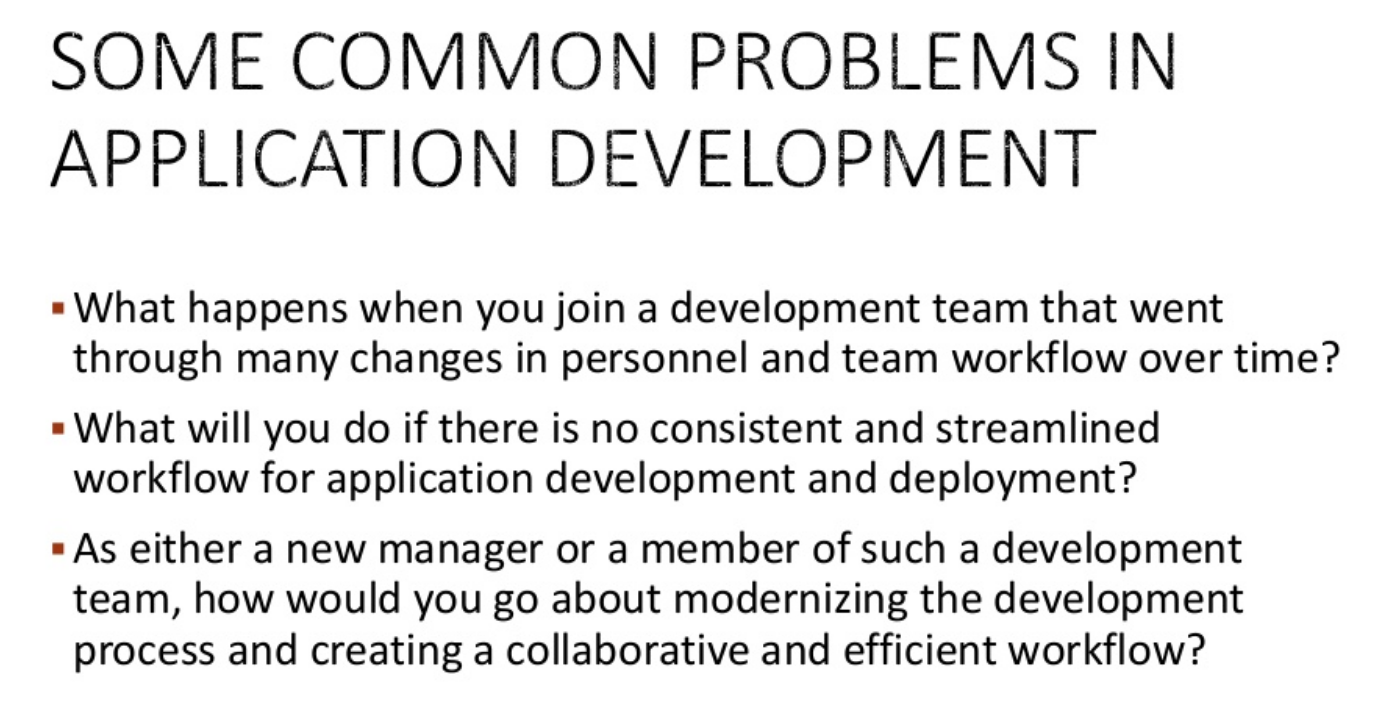 SOME COMMON PROBLEMS IN
APPLICATION DEVELOPMENT
▪ What happens when you join a development team that went
through many changes in personnel and team workflow over time?
▪ What will you do if there is no consistent and streamlined
workflow for application development and deployment?
▪ As either a new manager or a member of such a development
team, how would you go about modernizing the development
process and creating a collaborative and efficient workflow?